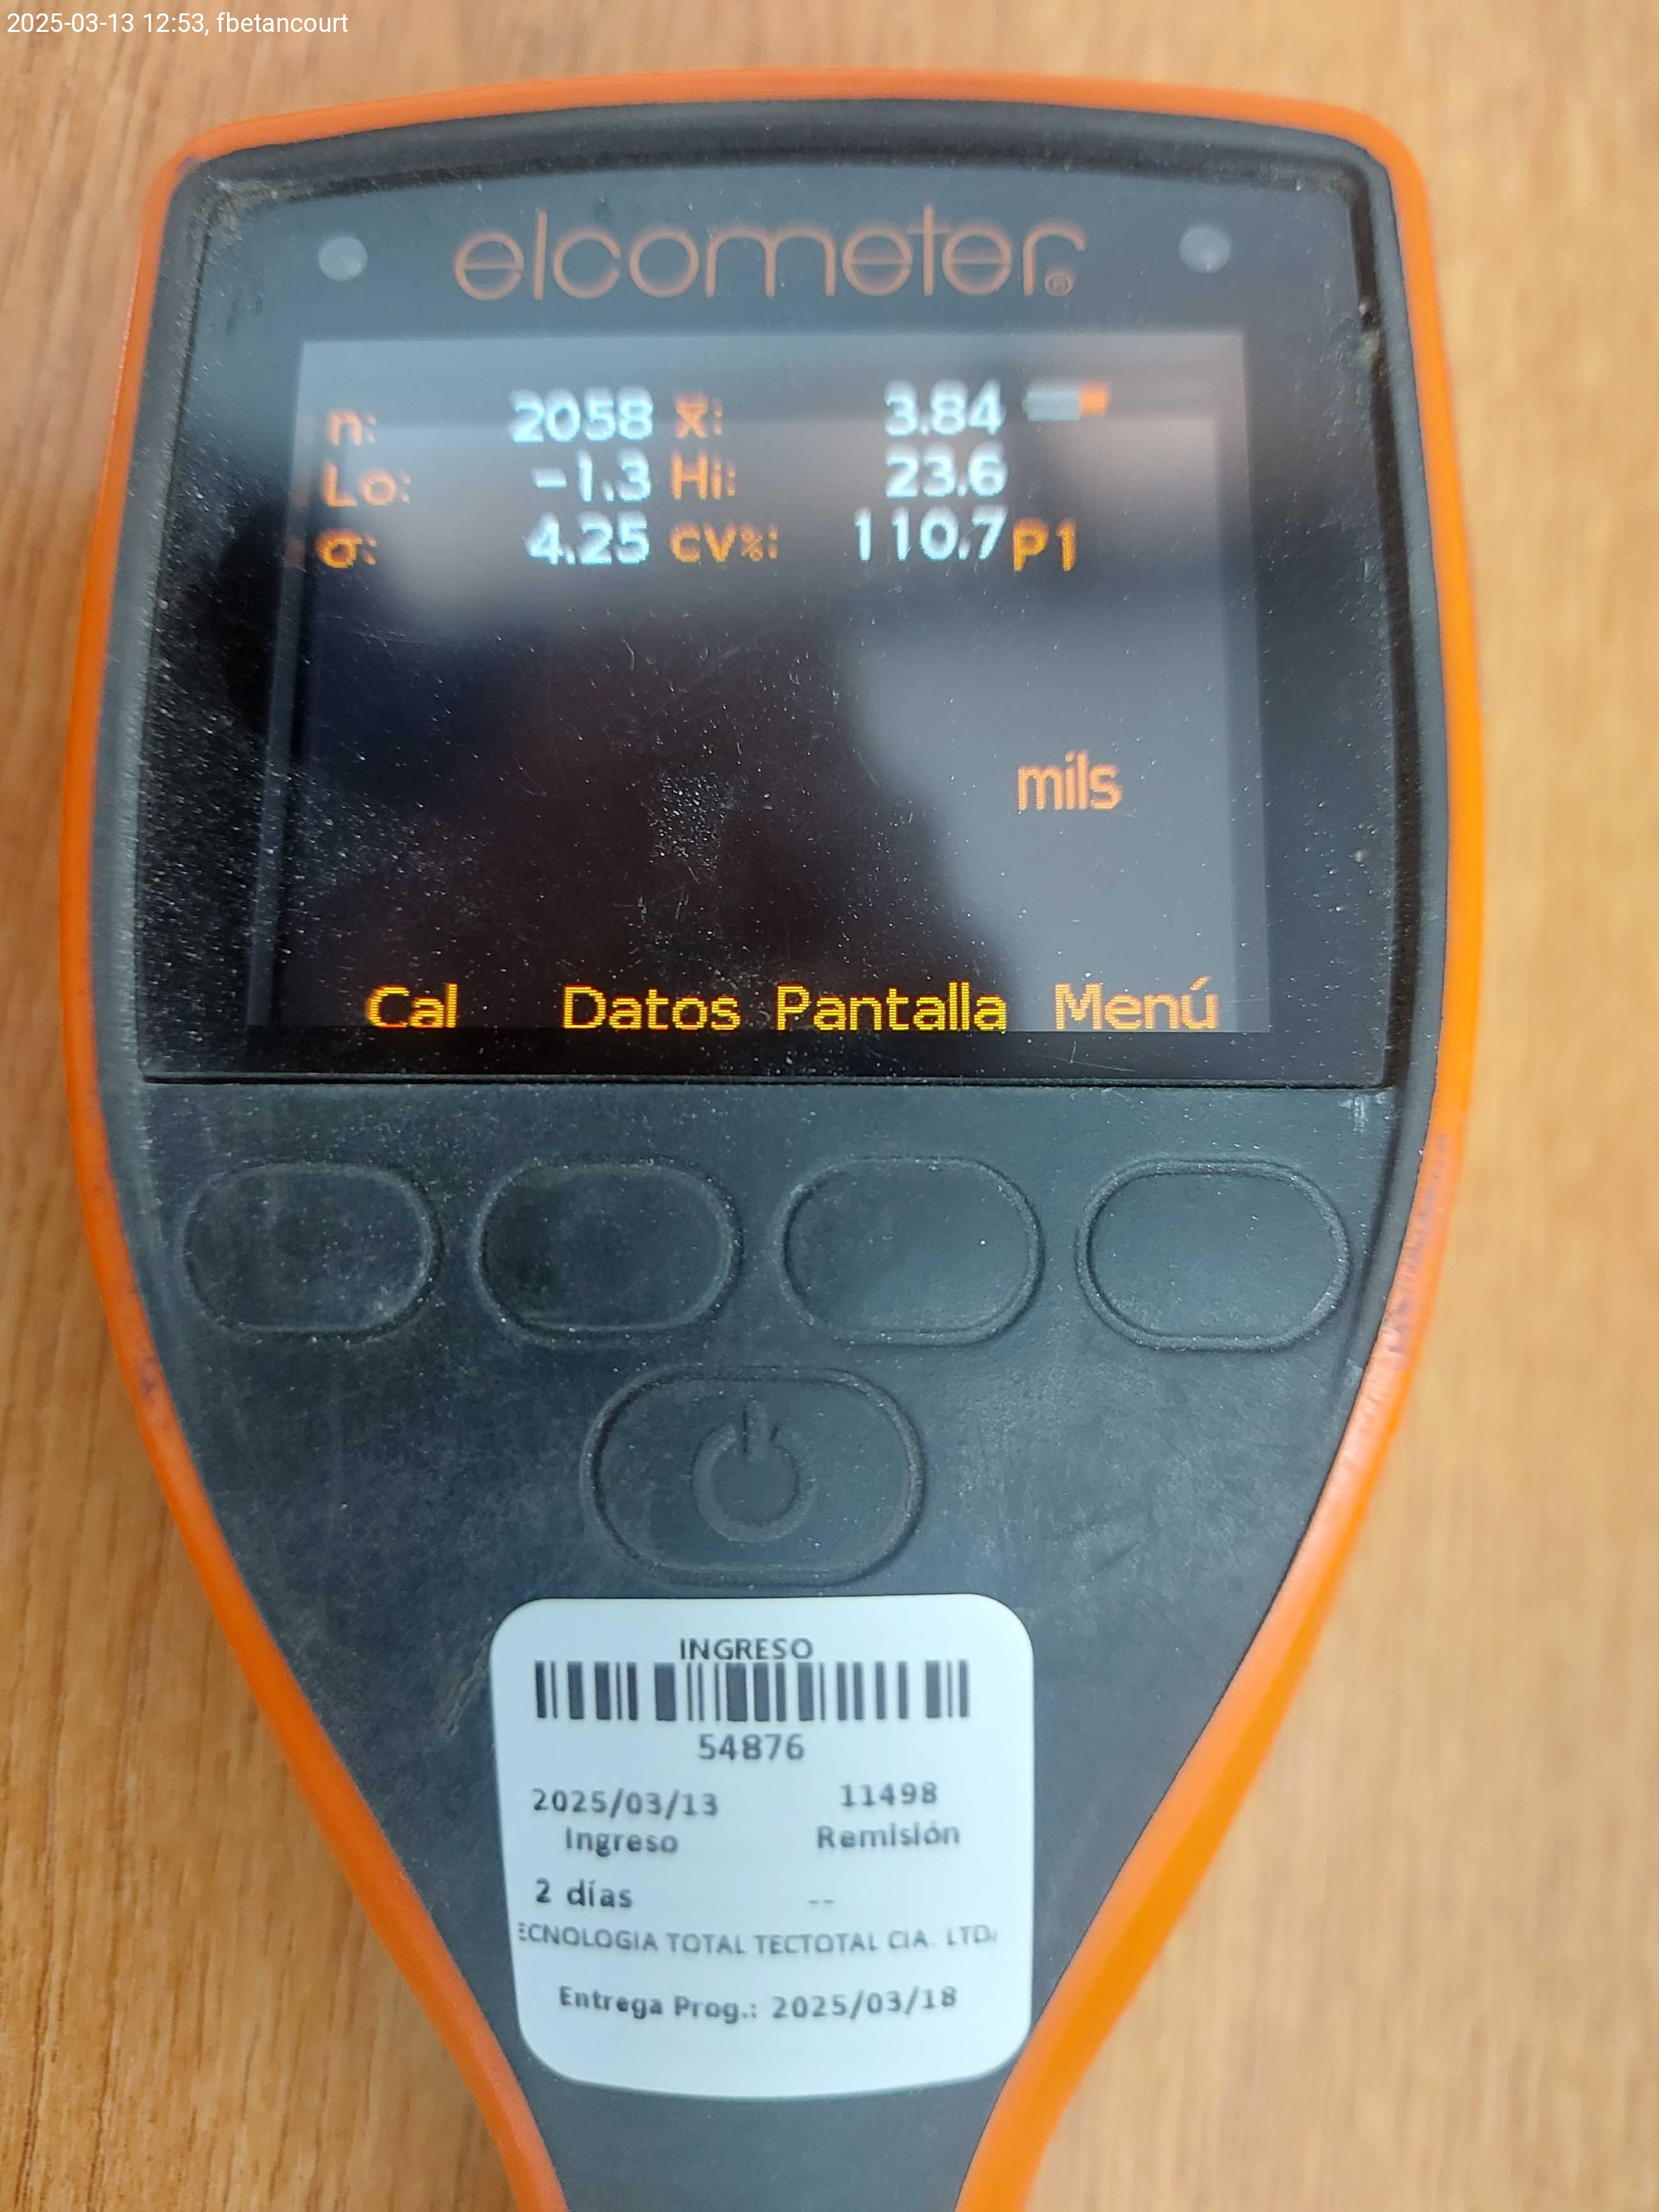 2025-03-13 12:53, fbetancourt
elcometer®
n: 2058 x̄: 3.84
Lo: -1.3 Hi: 23.6
σ: 4.25 CV%: 110.7 P1
mils
Cal Datos Pantalla Menú
INGRESO
54876
2025/03/13 11498
Ingreso Remisión
2 días --
ECNOLOGIA TOTAL TECTOTAL CIA. LTD
Entrega Prog.: 2025/03/18